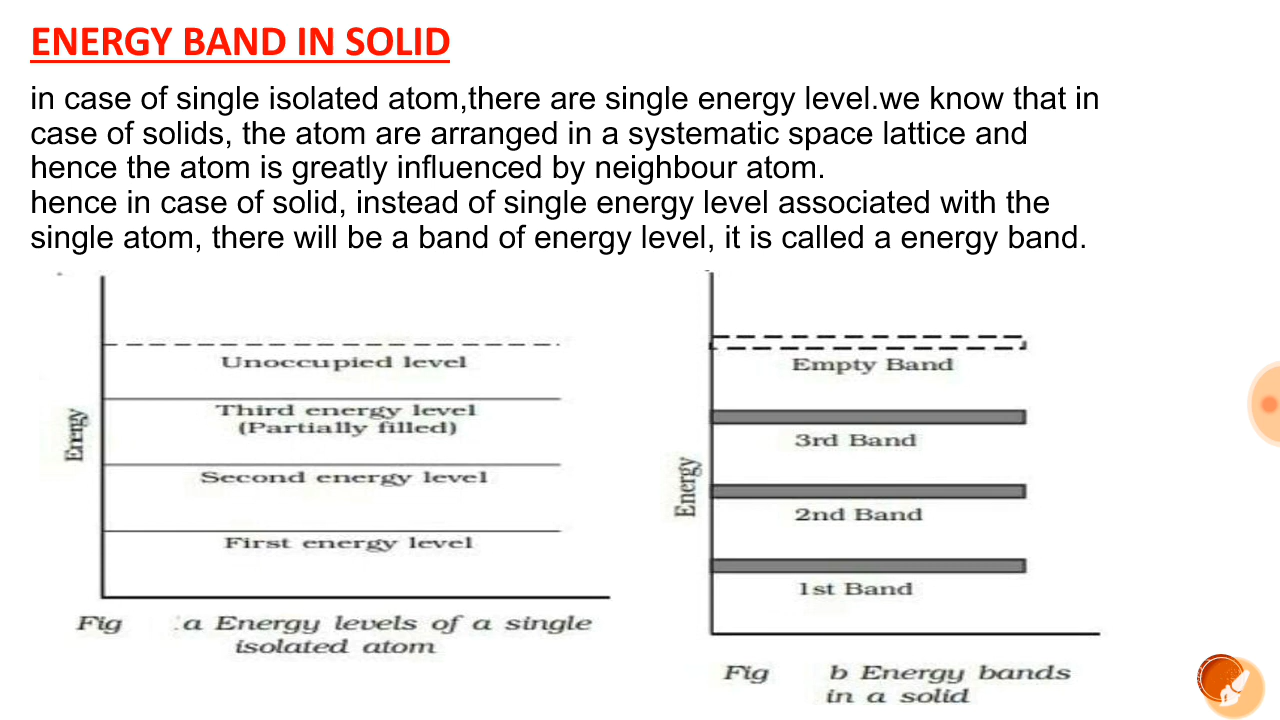 ENERGY BAND IN SOLID
in case of single isolated atom,there are single energy level.we know that in
case of solids, the atom are arranged in a systematic space lattice and
hence the atom is greatly influenced by neighbour atom.
hence in case of solid, instead of single energy level associated with the
single atom, there will be a band of energy level, it is called a energy band.
Energy
Unoccupied level
Third energy level
(Partially filled)
Second energy level
First energy level
Fig a Energy levels of a single
isolated atom
Energy
Empty Band
3rd Band
2nd Band
1st Band
Fig b Energy bands
in a solid